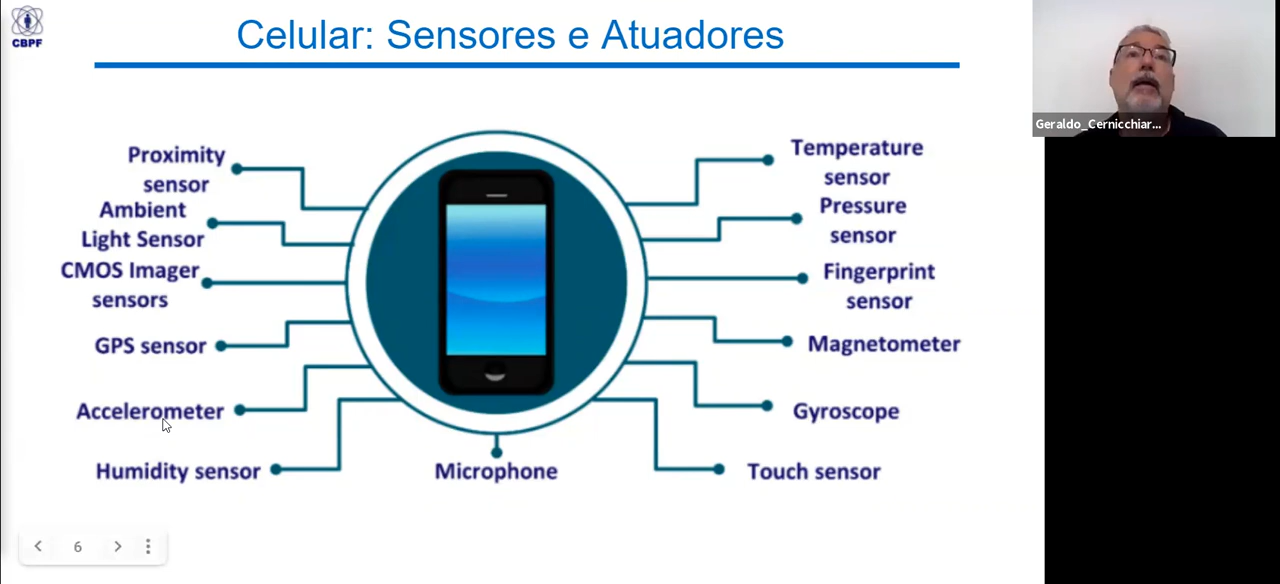 CBPF
Celular: Sensores e Atuadores
Geraldo_Cernicchiar...
Proximity
sensor
Ambient
Light Sensor
CMOS Imager
sensors
GPS sensor
Accelerometer
Humidity sensor
Microphone
Temperature
sensor
Pressure
sensor
Fingerprint
sensor
Magnetometer
Gyroscope
Touch sensor
6